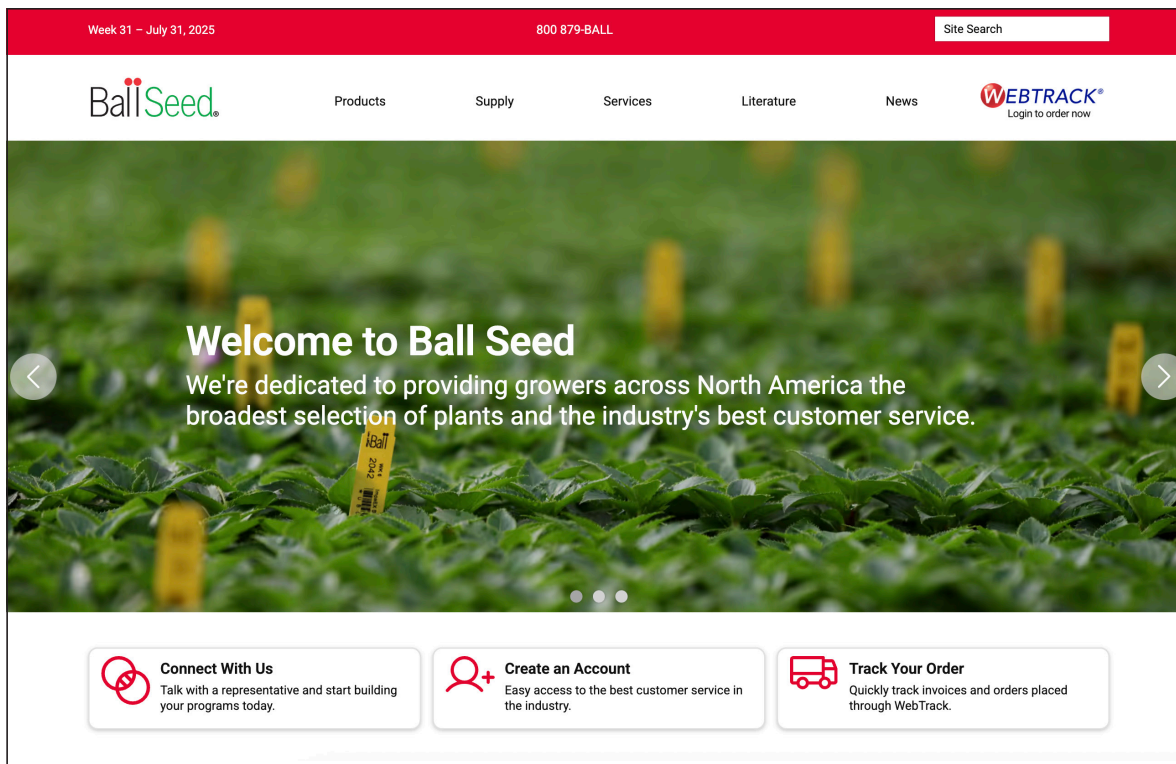 Week 31 – July 31, 2025
800 879-BALL
Site Search
Ball Seed®
Products
Supply
Services
Literature
News
WEBTRACK®
Login to order now
Welcome to Ball Seed
We're dedicated to providing growers across North America the
broadest selection of plants and the industry's best customer service.
Ball
2042
Connect With Us
Talk with a representative and start building
your programs today.
Create an Account
Easy access to the best customer service in
the industry.
Track Your Order
Quickly track invoices and orders placed
through WebTrack.